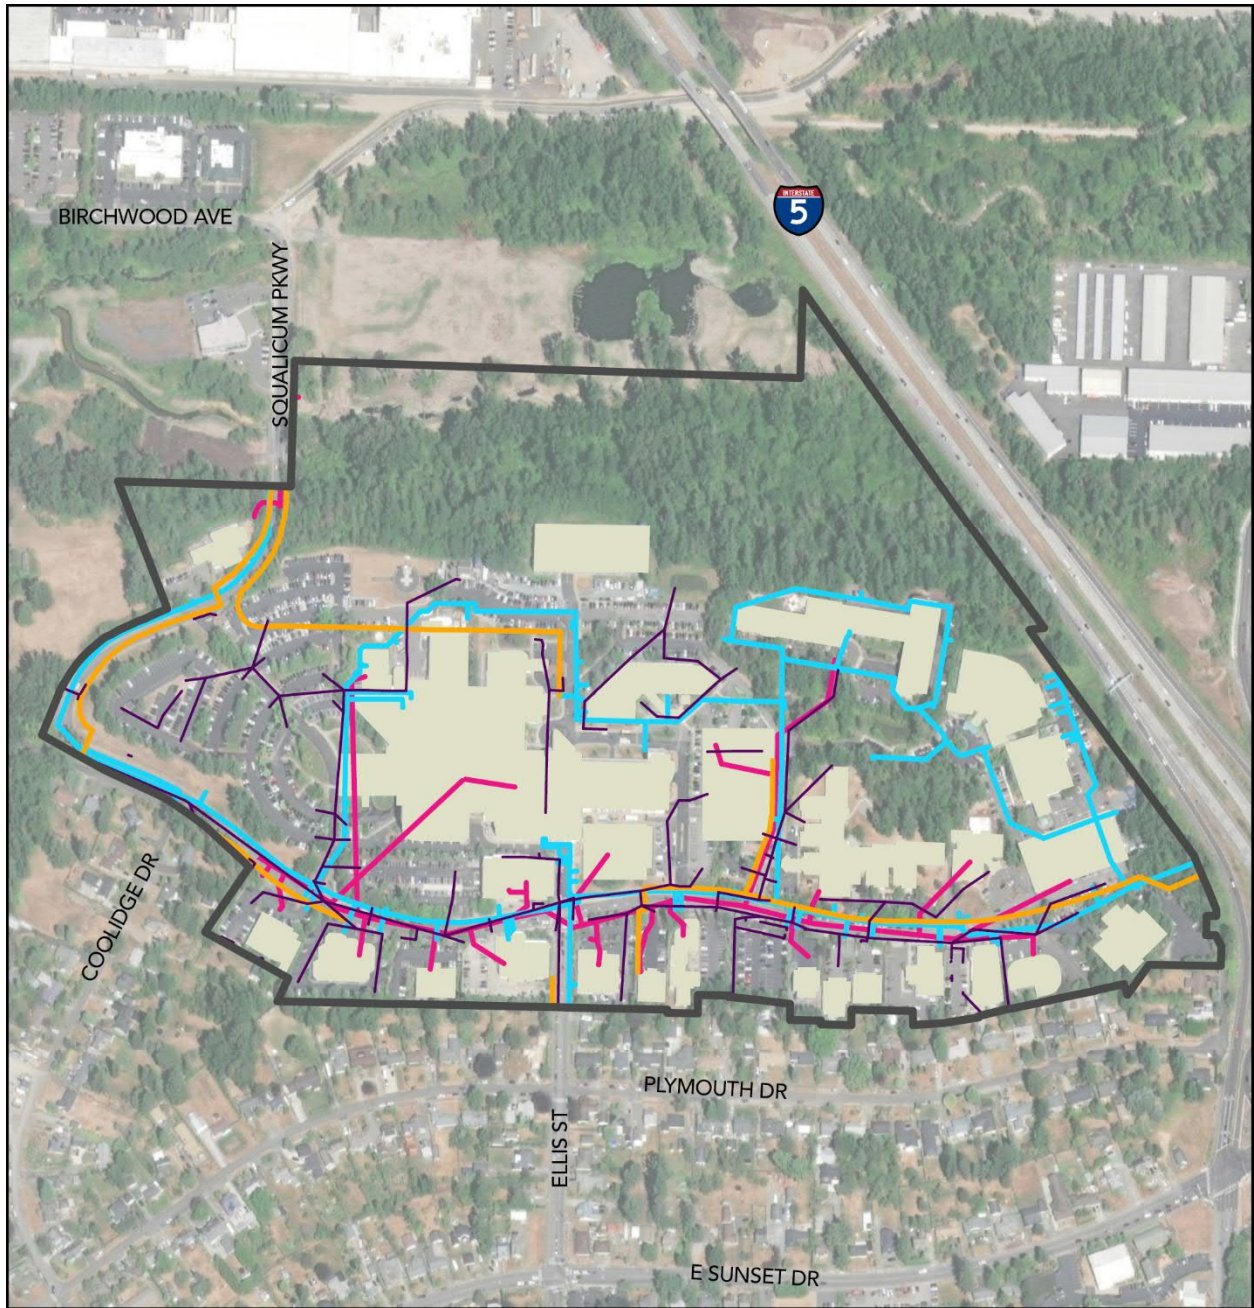 INTERSTATE
5
BIRCHWOOD AVE
SQUALICUM PKWY
COOLIDGE DR
PLYMOUTH DR
ELLIS ST
E SUNSET DR